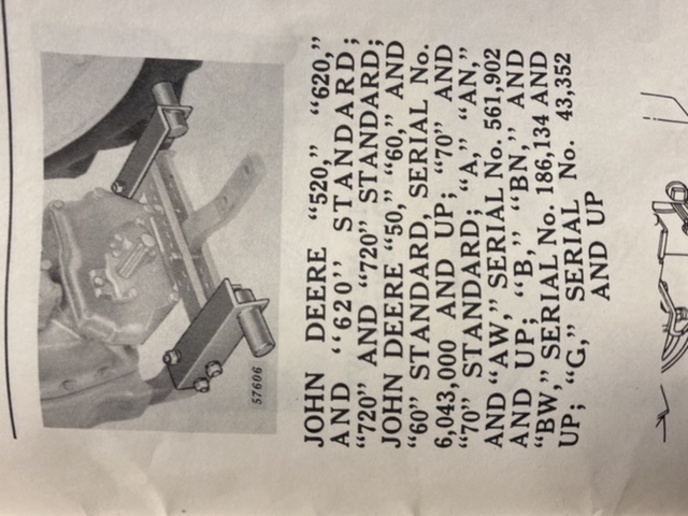 57606
JOHN DEERE "520," "620,"
AND "620" STANDARD;
"720" AND "720" STANDARD;
JOHN DEERE "50," "60," AND
"60" STANDARD, SERIAL No.
6,043,000 AND UP; "70" AND
"70" STANDARD; "A," "AN,"
AND "AW," SERIAL No. 561,902
AND UP; "B," "BN," AND
"BW," SERIAL No. 186,134 AND
UP; "G," SERIAL No. 43,352
AND UP